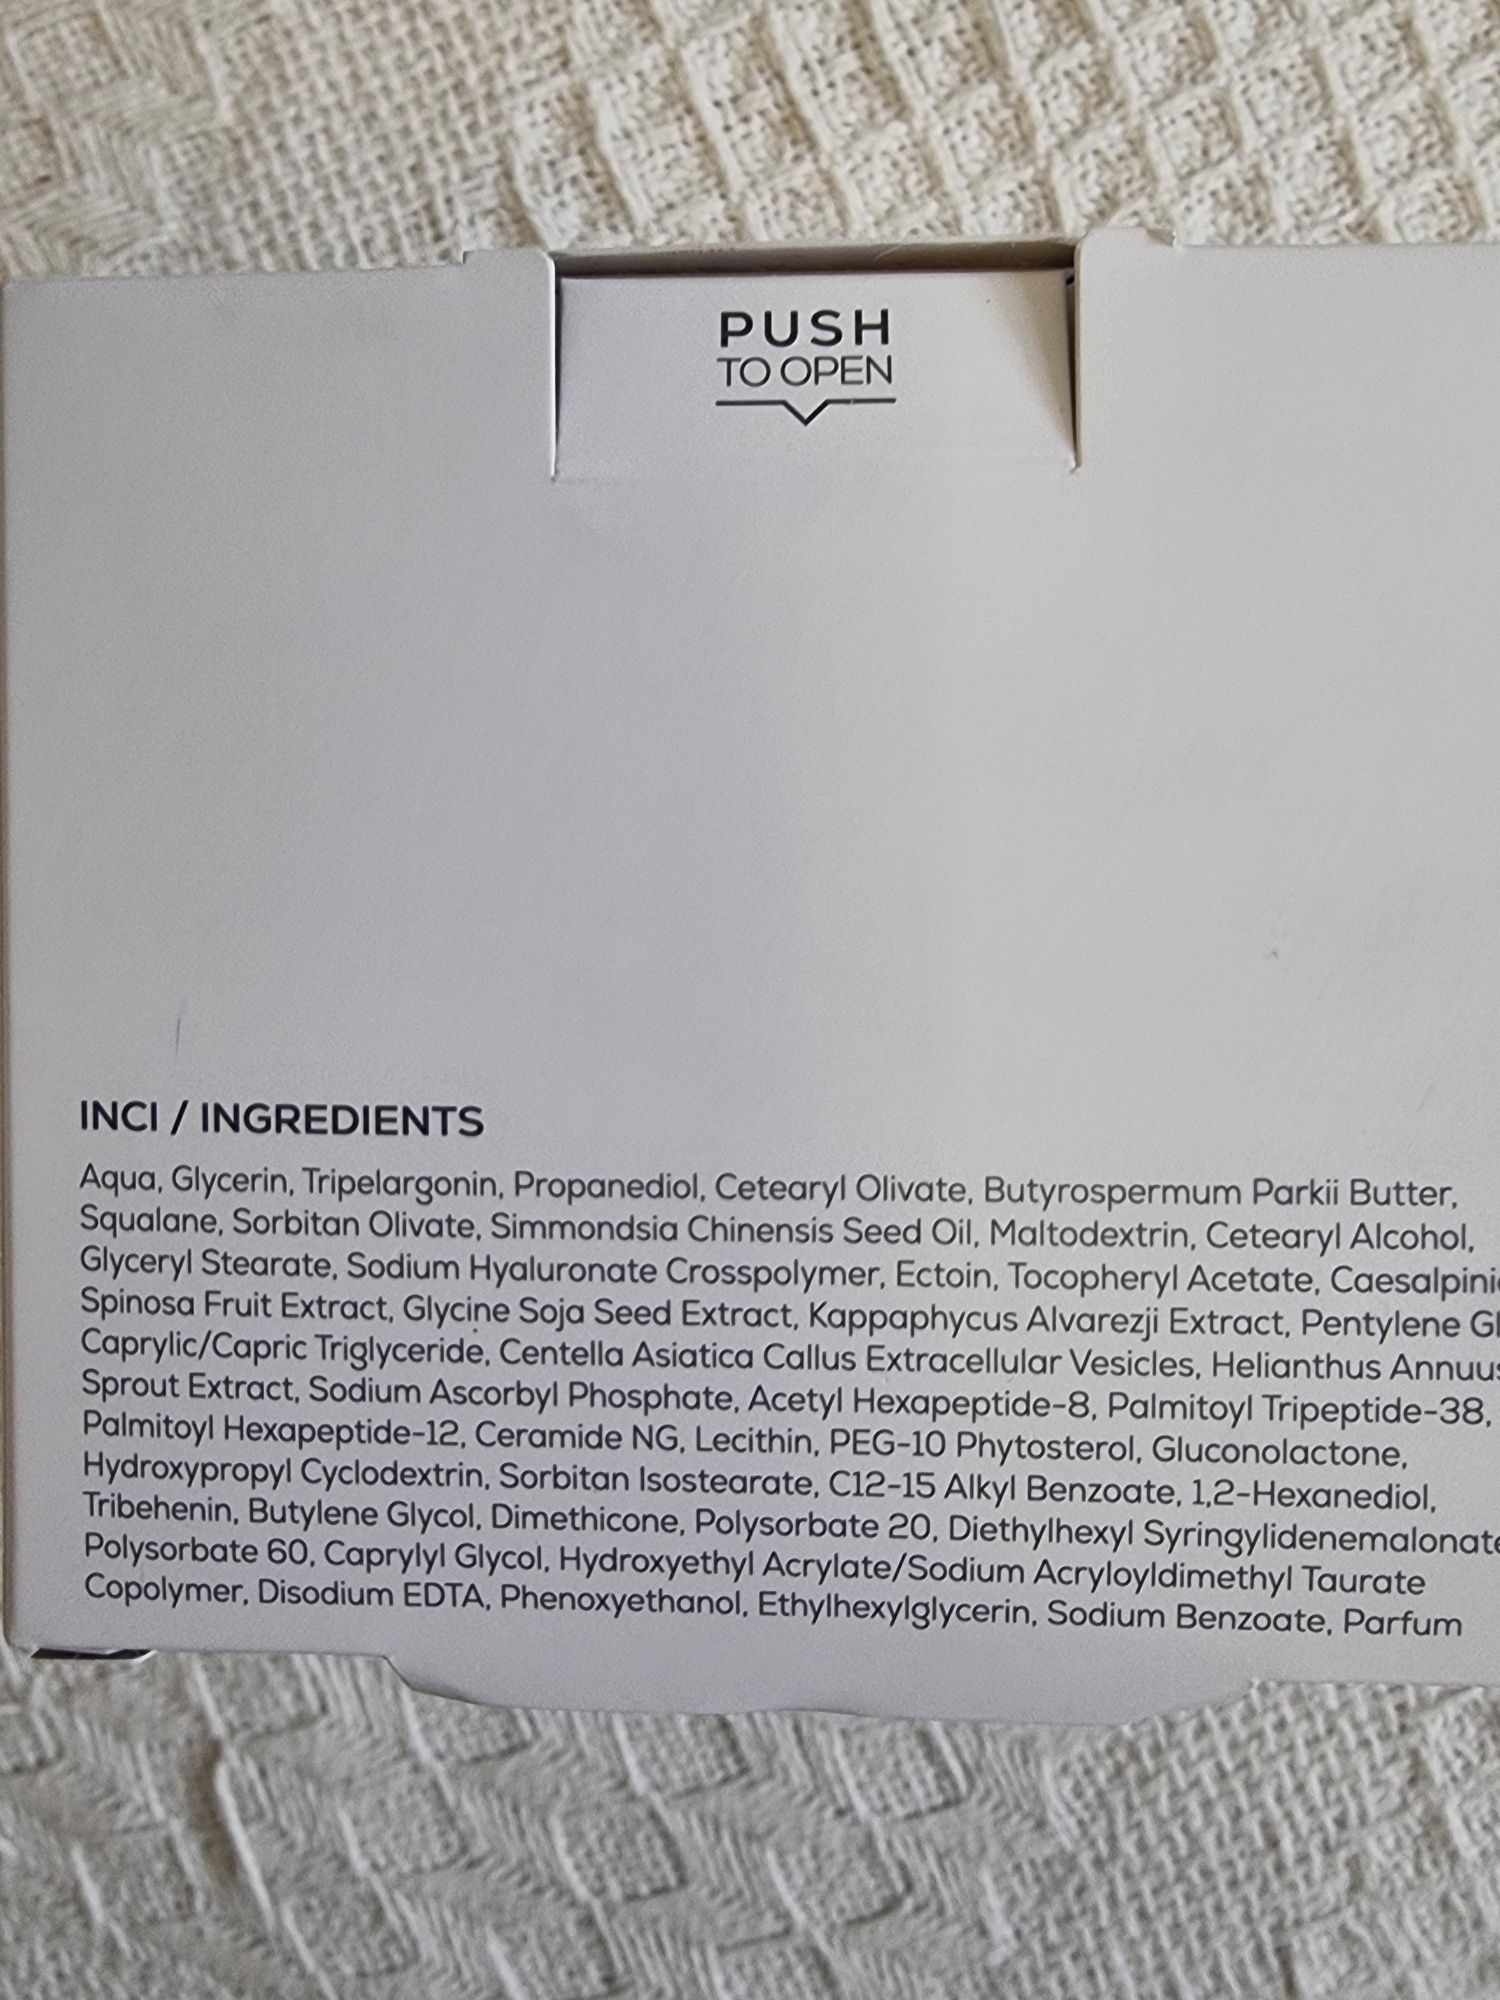 PUSH
TO OPEN
INCI / INGREDIENTS
Aqua, Glycerin, Tripelargonin, Propanediol, Cetearyl Olivate, Butyrospermum Parkii Butter,
Squalane, Sorbitan Olivate, Simmondsia Chinensis Seed Oil, Maltodextrin, Cetearyl Alcohol,
Glyceryl Stearate, Sodium Hyaluronate Crosspolymer, Ectoin, Tocopheryl Acetate,
Spinosa Fruit Extract, Glycine Soja Seed Extract, Kappaphycus Alvarezji Extract, Pentylene
Caprylic/Capric Triglyceride, Centella Asiatica Callus Extracellular Vesicles, Helianthus Annuus
Sprout Extract, Sodium Ascorbyl Phosphate, Acetyl Hexapeptide-8, Palmitoyl Tripeptide-38,
Palmitoyl Hexapeptide-12, Ceramide NG, Lecithin, PEG-10 Phytosterol, Gluconolactone,
Hydroxypropyl Cyclodextrin, Sorbitan Isostearate, C12-15 Alkyl Benzoate, 1,2-Hexanediol,
Tribehenin, Butylene Glycol, Dimethicone, Polysorbate 20, Diethylhexyl Syringylidenemalonate
Polysorbate 60, Caprylyl Glycol, Hydroxyethyl Acrylate/Sodium Acryloyldimethyl Taurate
Copolymer, Disodium EDTA, Phenoxyethanol, Ethylhexylglycerin, Sodium Benzoate, Parfum